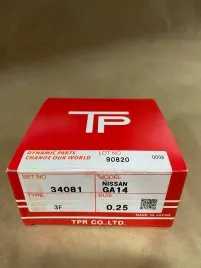 TP
DYNAMIC PARTS
CHANGE OUR WORLD
LOT NO
90820
0008
SET NO
34081
MODEL
NISSAN
GA14
TYPE
3F
SIZE
0.25
MADE IN JAPAN
TPR CO.,LTD.